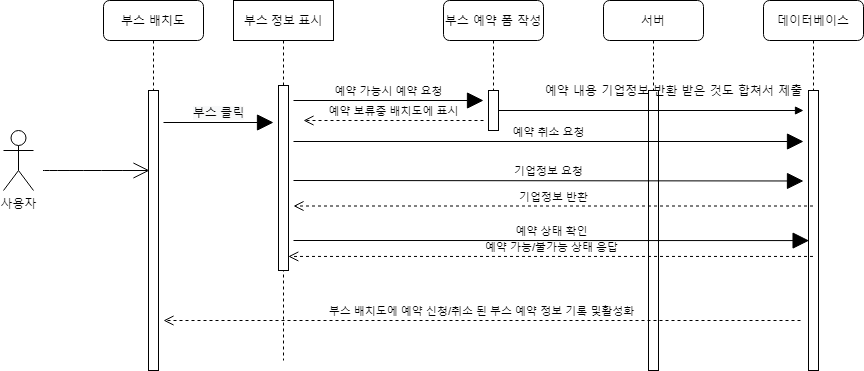 부스 배치도
부스 정보 표시
부스 예약 폼 작성
서버
데이터베이스
예약 가능시 예약 요청
예약 내용 기업정보 반환 받은 것도 합쳐서 제출
부스 클릭
예약 보류중 배치도에 표시
예약 취소 요청
기업정보 요청
사용자
기업정보 반환
예약 상태 확인
예약 가능/불가능 상태 응답
부스 배치도에 예약 신청/취소 된 부스 예약 정보 기록 및활성화